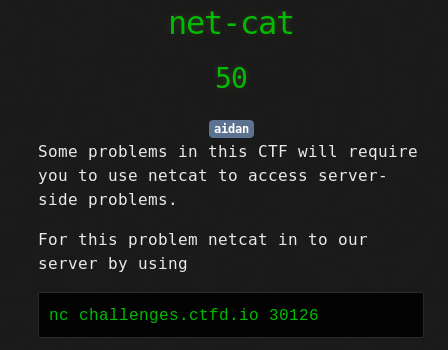 net-cat
50
aidan
Some problems in this CTF will require
you to use netcat to access server-
side problems.
For this problem netcat in to our
server by using
nc challenges.ctfd.io 30126